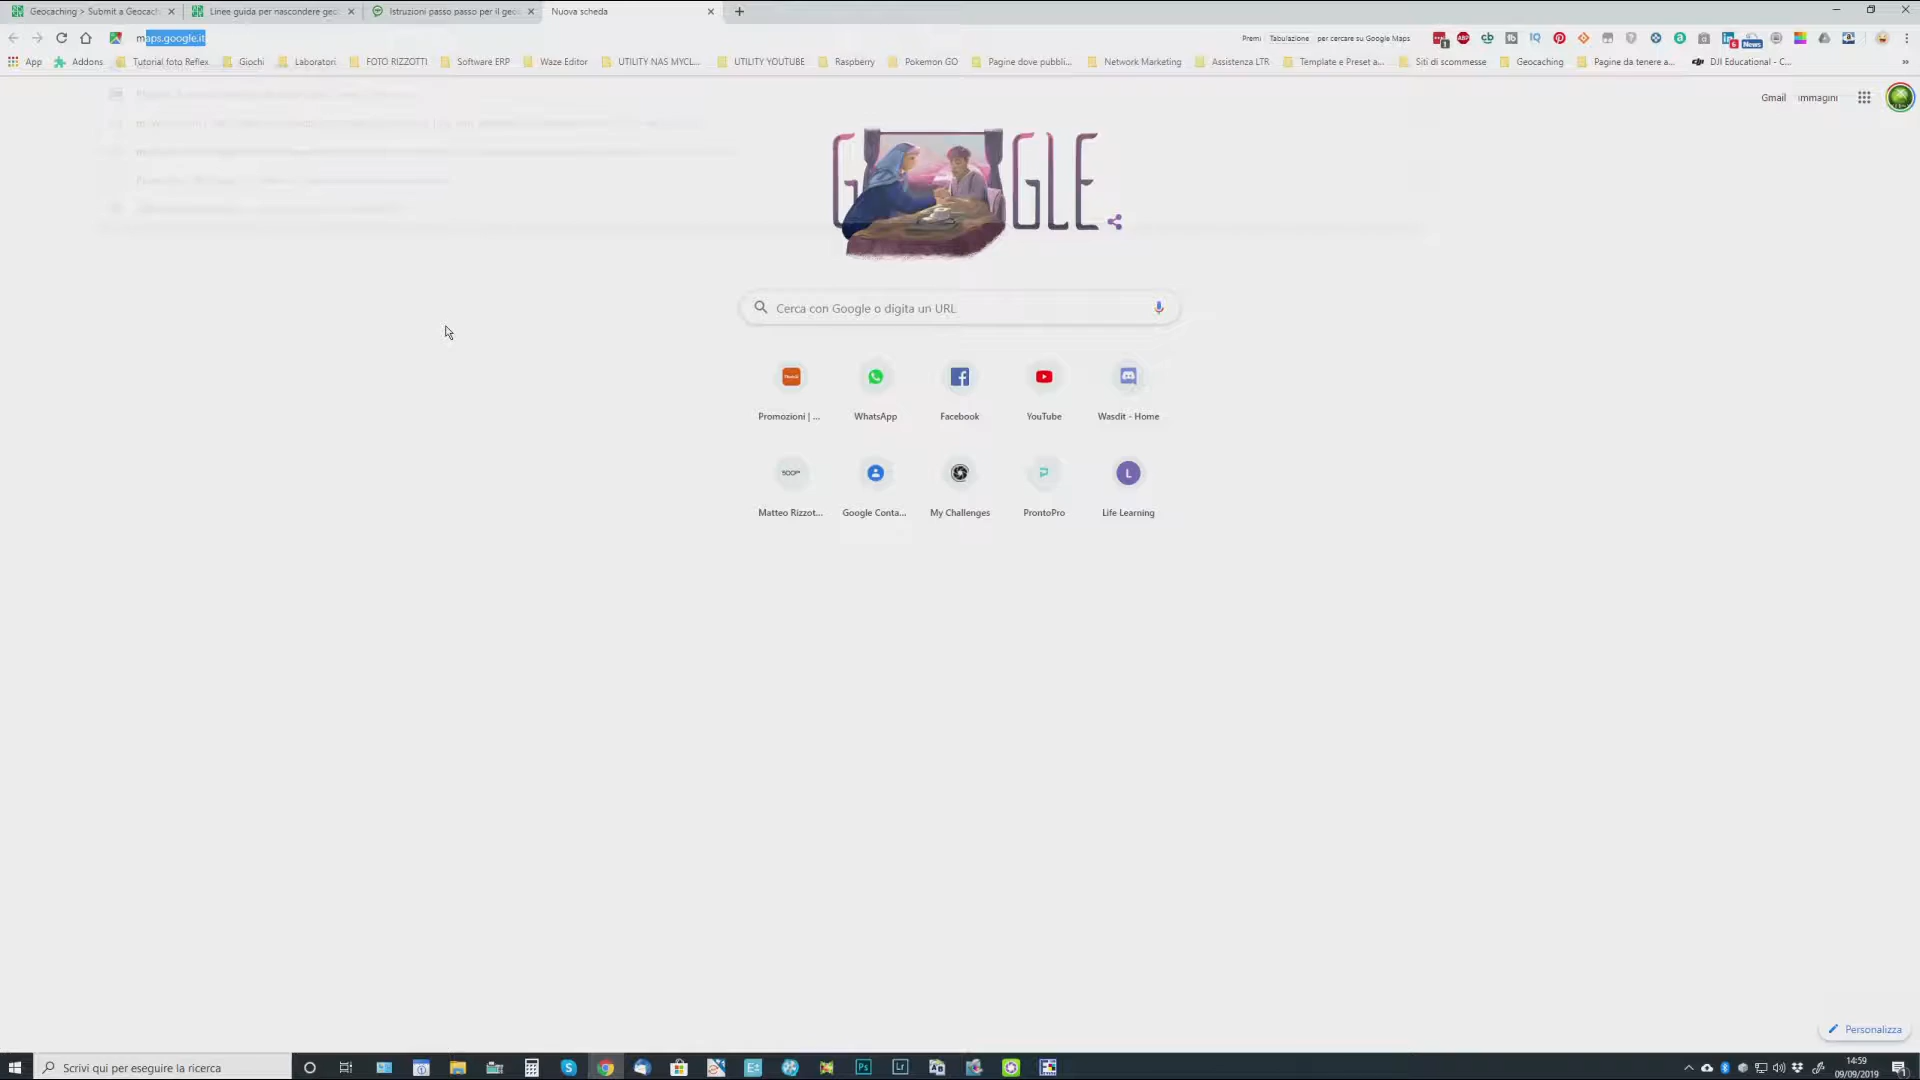 Geocaching > Submit a Geocach
Linee guida per nascondere geo
Istruzioni passo passo per il geoc
Nuova scheda
maps.google.it
Premi Tabulazione per cercare su Google Maps
App Addons Tutorial foto Reflex Giochi Laboratori FOTO RIZZOTTI Software ERP Waze Editor UTILITY NAS MYCL... UTILITY YOUTUBE Raspberry Pokemon GO Pagine dove pubbli... Network Marketing Assistenza LTR Template e Preset a... Siti di scommesse Geocaching Pagine da tenere a... DJI Educational - C...
Gmail Immagini
G GLE
Cerca con Google o digita un URL
Promozioni | ... WhatsApp Facebook YouTube Wasdit - Home
500px L
Matteo Rizzot... Google Conta... My Challenges ProntoPro Life Learning
Personalizza
Scrivi qui per eseguire la ricerca
Ps Lr
14:59
09/09/2019